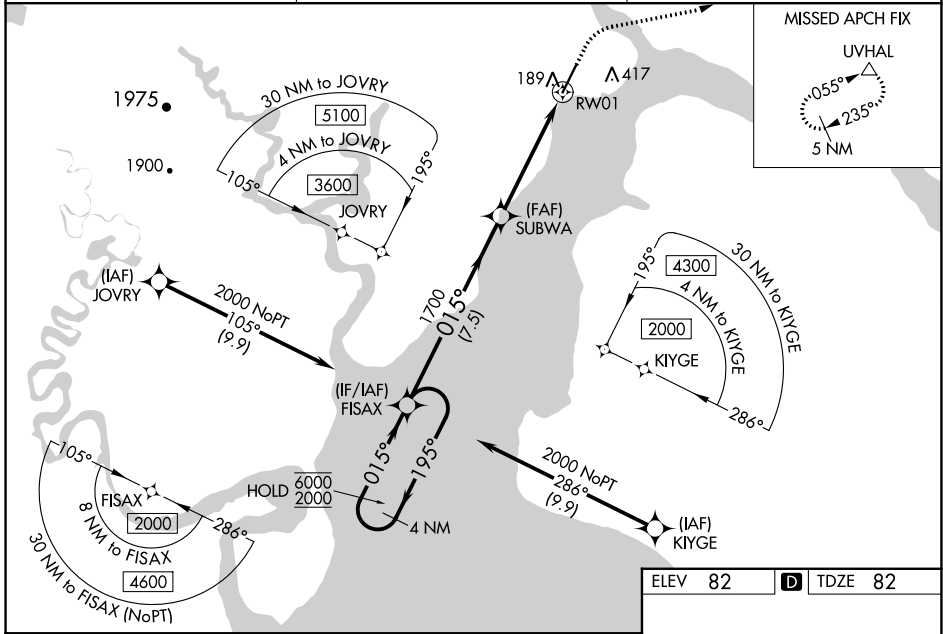 MISSED APCH FIX
UVHAL
055°
235°
5 NM
189
417
RW01
1975
1900
30 NM to JOVRY
5100
4 NM to JOVRY
3600
105°
195°
JOVRY
(FAF)
SUBWA
(IAF)
JOVRY
2000 NoPT
105°
(9.9)
1700
015°
(7.5)
30 NM to KIYGE
4300
4 NM to KIYGE
2000
195°
KIYGE
286°
(IF/IAF)
FISAX
015°
195°
HOLD
6000
2000
4 NM
2000 NoPT
286°
(9.9)
(IAF)
KIYGE
105°
FISAX
286°
2000
8 NM to FISAX
4600
30 NM to FISAX (NoPT)
ELEV 82 D TDZE 82